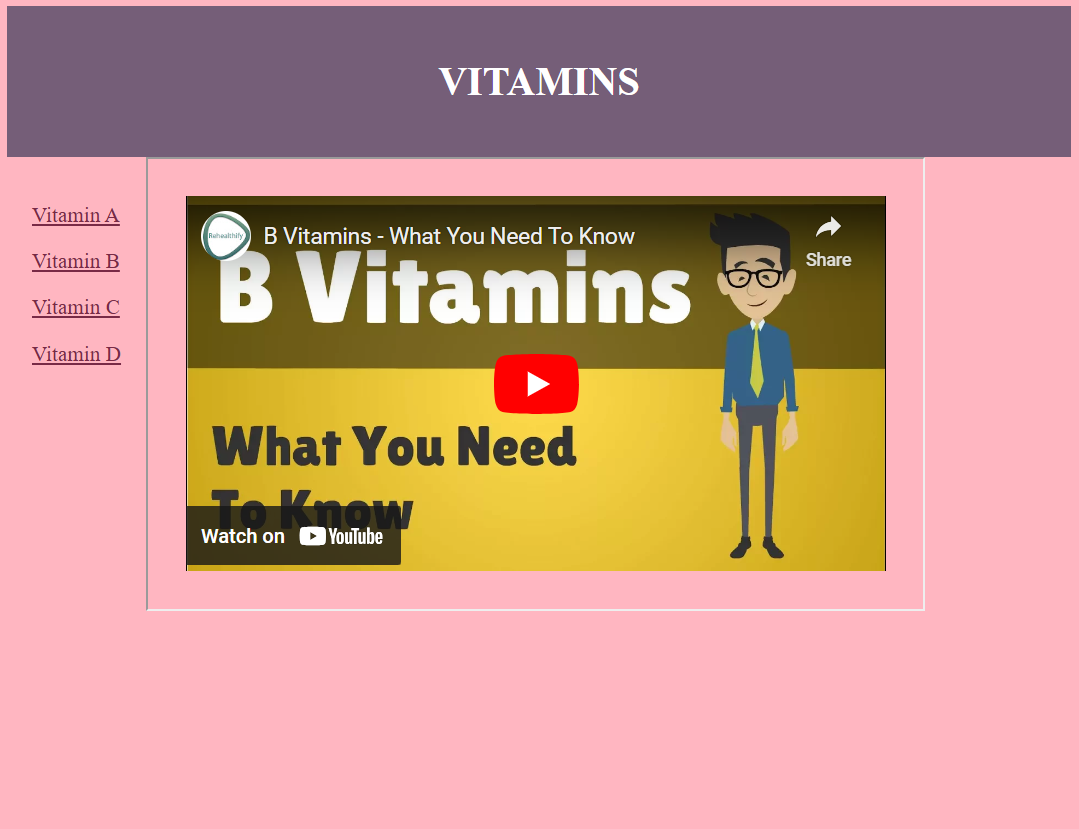 VITAMINS
Vitamin A
Vitamin B
Vitamin C
Vitamin D
Rehealthify
B Vitamins - What You Need To Know
Share
B Vitamins
What You Need
To Know
Watch on YouTube